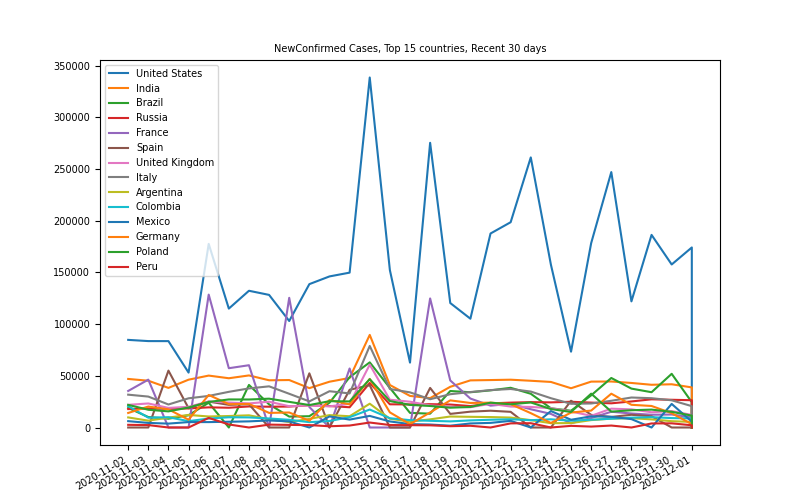 NewConfirmed Cases, Top 15 countries, Recent 30 days
350000
300000
250000
200000
150000
100000
50000
0
United States
India
Brazil
Russia
France
Spain
United Kingdom
Italy
Argentina
Colombia
Mexico
Germany
Poland
Peru
2020-11-02
2020-11-03
2020-11-04
2020-11-05
2020-11-06
2020-11-07
2020-11-08
2020-11-09
2020-11-10
2020-11-11
2020-11-12
2020-11-13
2020-11-15
2020-11-16
2020-11-17
2020-11-18
2020-11-19
2020-11-20
2020-11-21
2020-11-22
2020-11-23
2020-11-24
2020-11-25
2020-11-26
2020-11-27
2020-11-28
2020-11-29
2020-11-30
2020-12-01